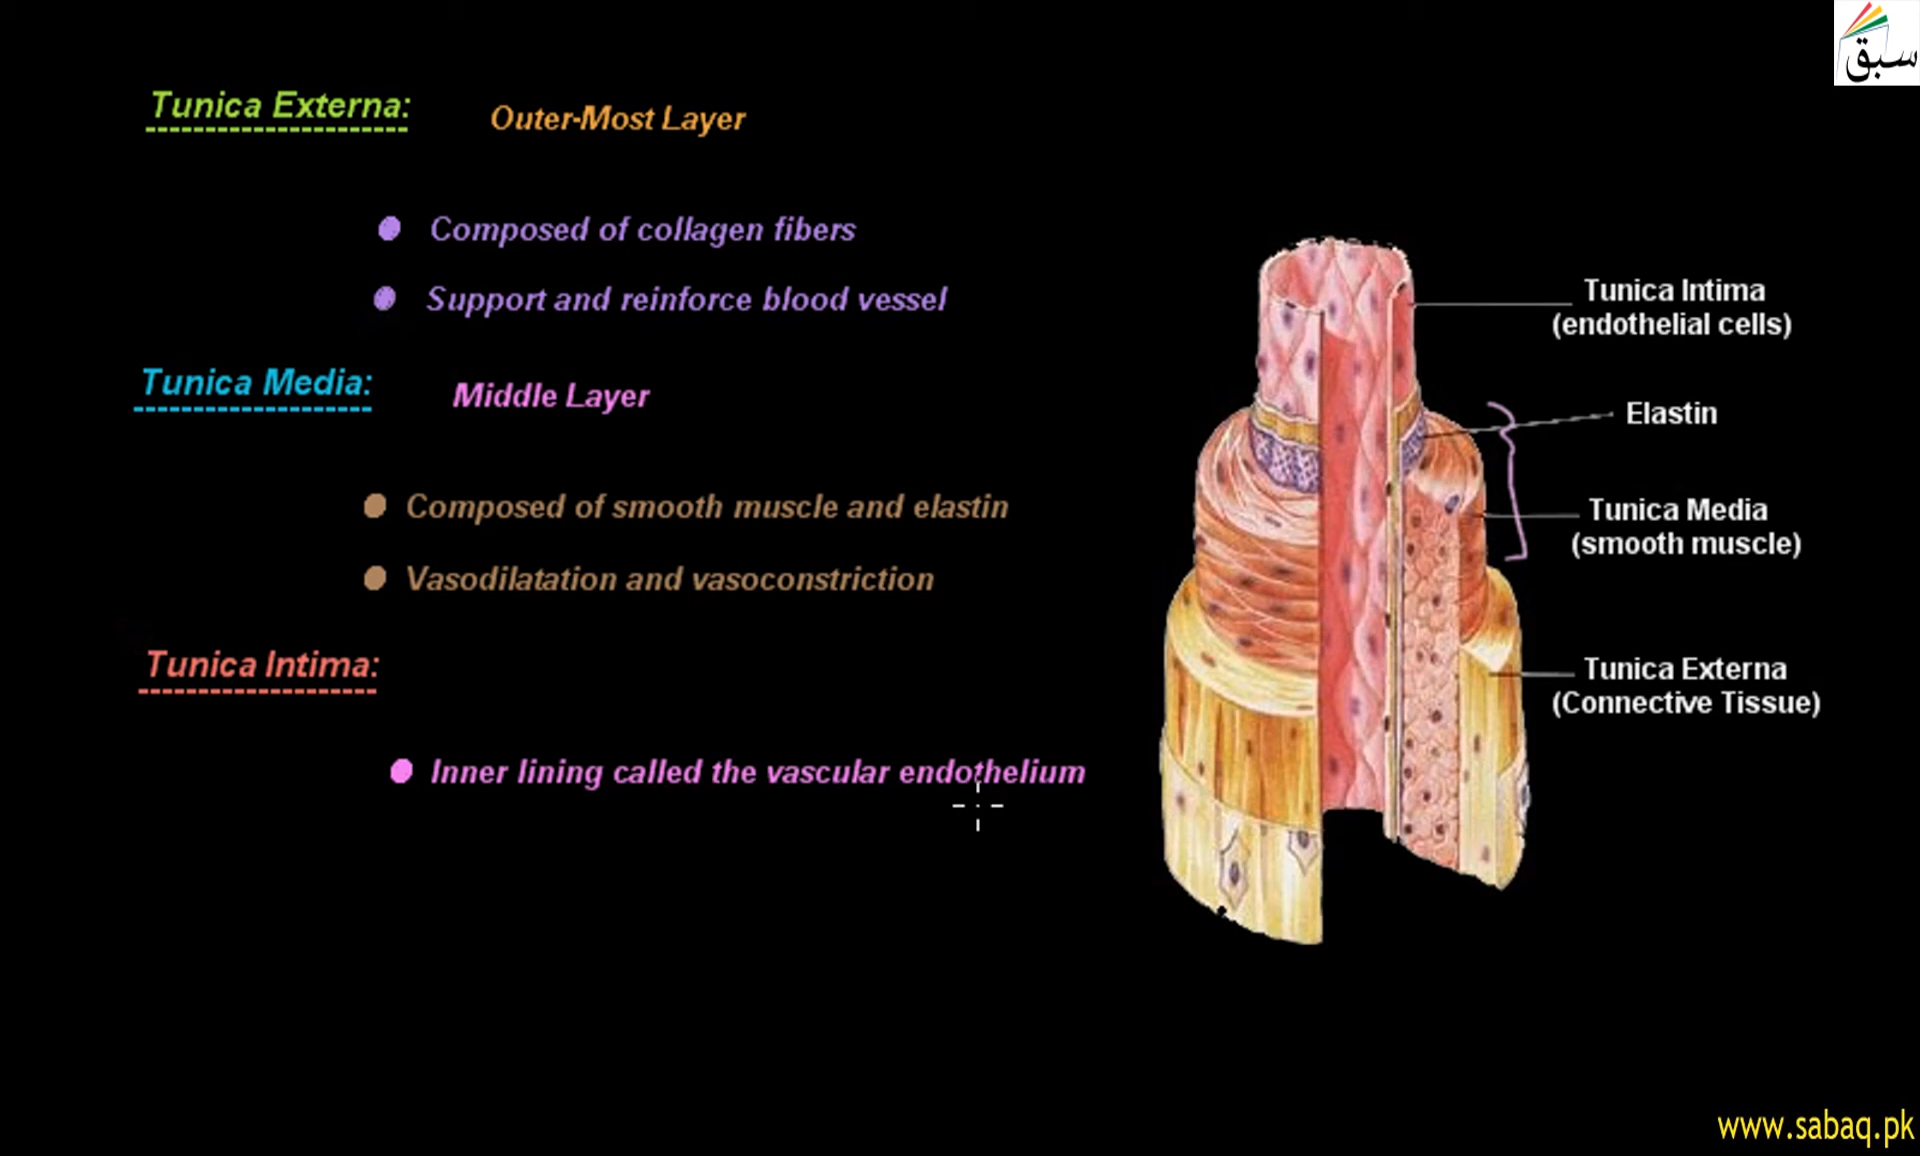 سبق
Tunica Externa:
Outer-Most Layer
Composed of collagen fibers
Support and reinforce blood vessel
Tunica Media:
Middle Layer
Composed of smooth muscle and elastin
Vasodilatation and vasoconstriction
Tunica Intima:
Inner lining called the vascular endothelium
Tunica Intima
(endothelial cells)
Elastin
Tunica Media
(smooth muscle)
Tunica Externa
(Connective Tissue)
www.sabaq.pk